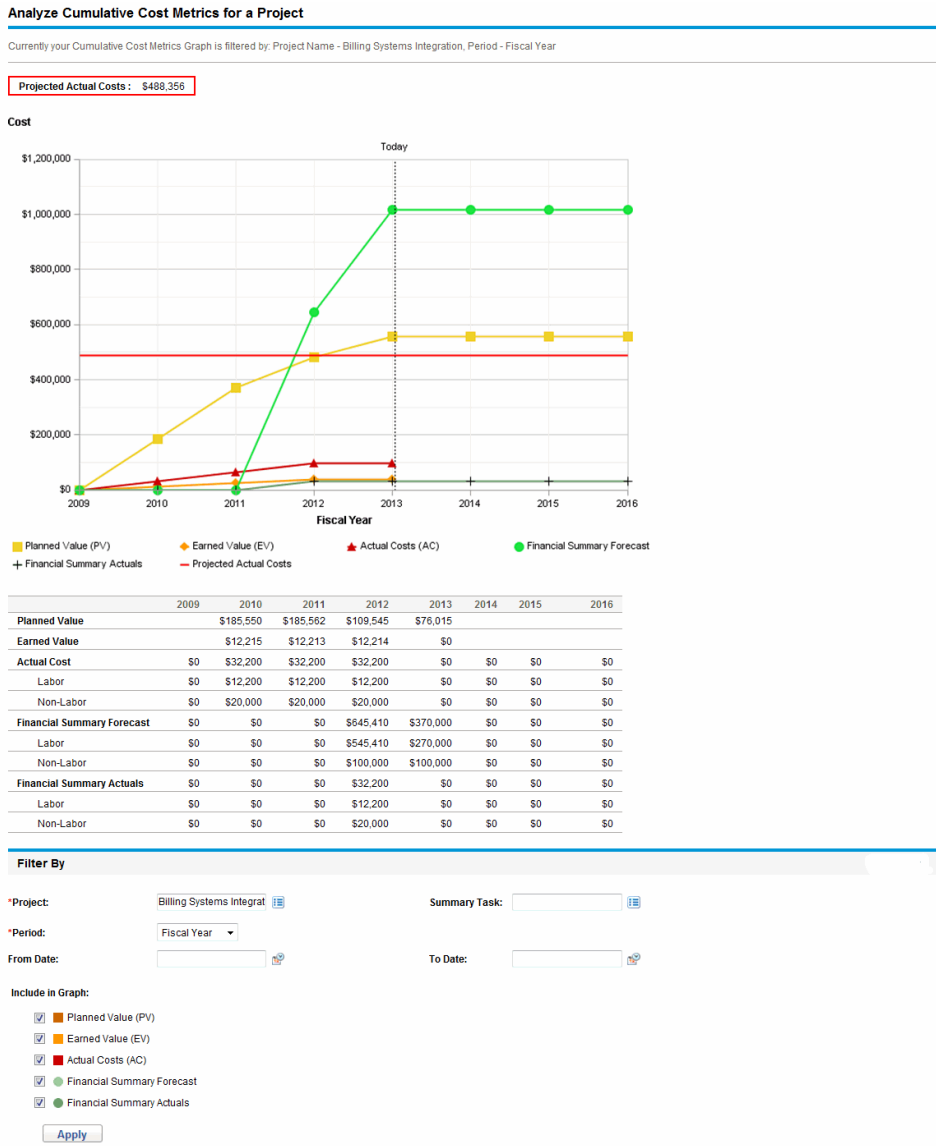 Analyze Cumulative Cost Metrics for a Project
Currently your Cumulative Cost Metrics Graph is filtered by: Project Name - Billing Systems Integration, Period - Fiscal Year
Projected Actual Costs : $488,356
Cost
Today
$1,200,000
$1,000,000
$800,000
$600,000
$400,000
$200,000
$0
2009 2010 2011 2012 2013 2014 2015 2016
Fiscal Year
Planned Value (PV) Earned Value (EV) Actual Costs (AC) Financial Summary Forecast
Financial Summary Actuals Projected Actual Costs
2009 2010 2011 2012 2013 2014 2015 2016
Planned Value $185,550 $185,562 $109,545 $76,015
Earned Value $12,215 $12,213 $12,214 $0
Actual Cost $0 $32,200 $32,200 $32,200 $0 $0 $0 $0
Labor $0 $12,200 $12,200 $12,200 $0 $0 $0 $0
Non-Labor $0 $20,000 $20,000 $20,000 $0 $0 $0 $0
Financial Summary Forecast $0 $0 $0 $645,410 $370,000 $0 $0 $0
Labor $0 $0 $0 $545,410 $270,000 $0 $0 $0
Non-Labor $0 $0 $0 $100,000 $100,000 $0 $0 $0
Financial Summary Actuals $0 $0 $0 $32,200 $0 $0 $0 $0
Labor $0 $0 $0 $12,200 $0 $0 $0 $0
Non-Labor $0 $0 $0 $20,000 $0 $0 $0 $0
Filter By
*Project: Billing Systems Integrat Summary Task:
*Period: Fiscal Year
From Date: To Date:
Include in Graph:
Planned Value (PV)
Earned Value (EV)
Actual Costs (AC)
Financial Summary Forecast
Financial Summary Actuals
Apply